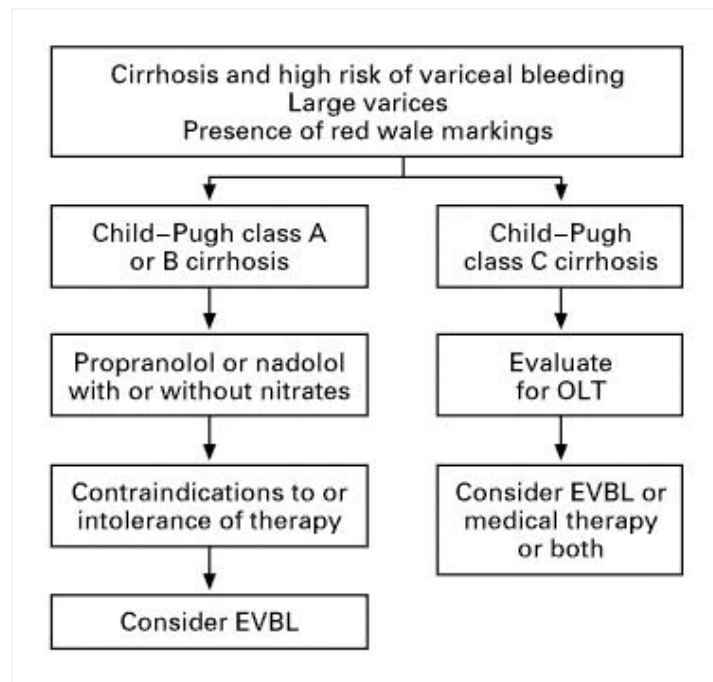 Cirrhosis and high risk of variceal bleeding
Large varices
Presence of red wale markings
Child–Pugh class A
or B cirrhosis
Child–Pugh
class C cirrhosis
Propranolol or nadolol
with or without nitrates
Evaluate
for OLT
Contraindications to or
intolerance of therapy
Consider EVBL or
medical therapy
or both
Consider EVBL